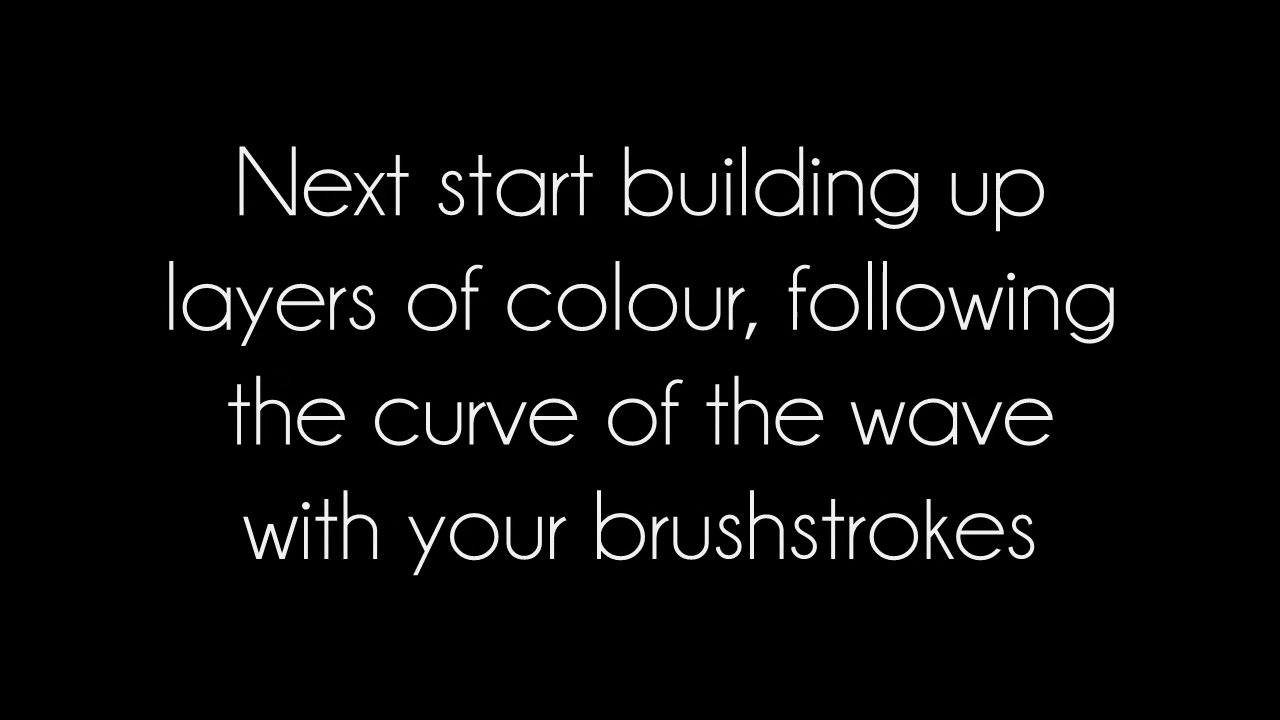 Next start building up
layers of colour, following
the curve of the wave
with your brushstrokes